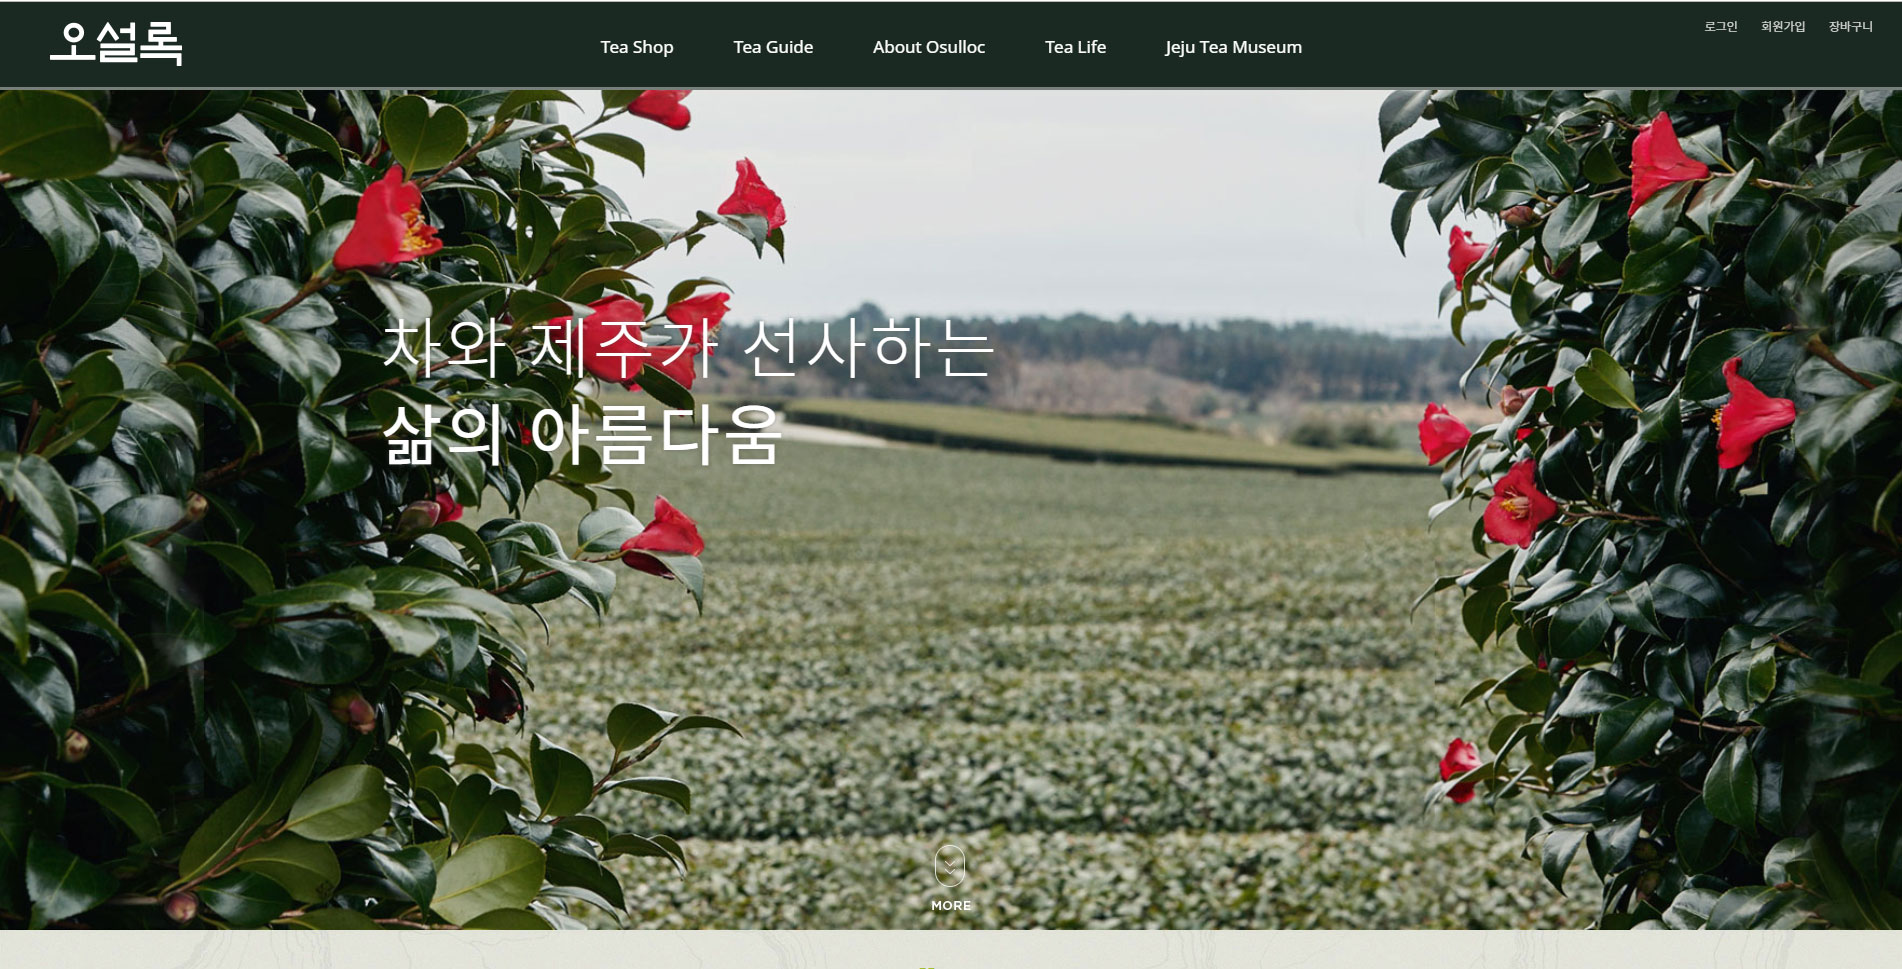 오설록
Tea Shop
Tea Guide
About Osulloc
Tea Life
Jeju Tea Museum
로그인
회원가입
장바구니
차와 제주가 선사하는
삶의 아름다움
MORE